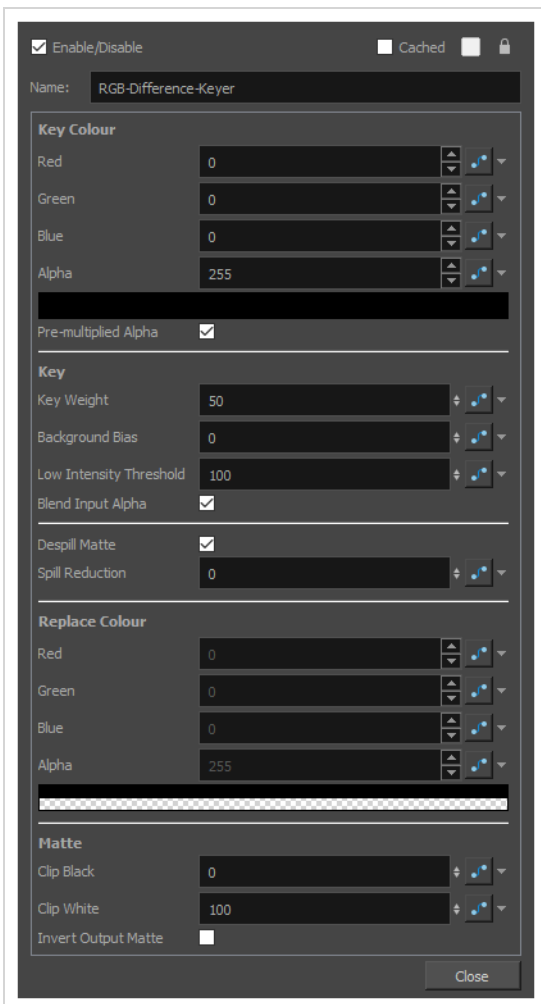 Enable/Disable Cached
Name: RGB-Difference-Keyer
Key Colour
Red 0
Green 0
Blue 0
Alpha 255
Pre-multiplied Alpha
Key
Key Weight 50
Background Bias 0
Low Intensity Threshold 100
Blend Input Alpha
Despill Matte
Spill Reduction 0
Replace Colour
Red 0
Green 0
Blue 0
Alpha 255
Matte
Clip Black 0
Clip White 100
Invert Output Matte
Close